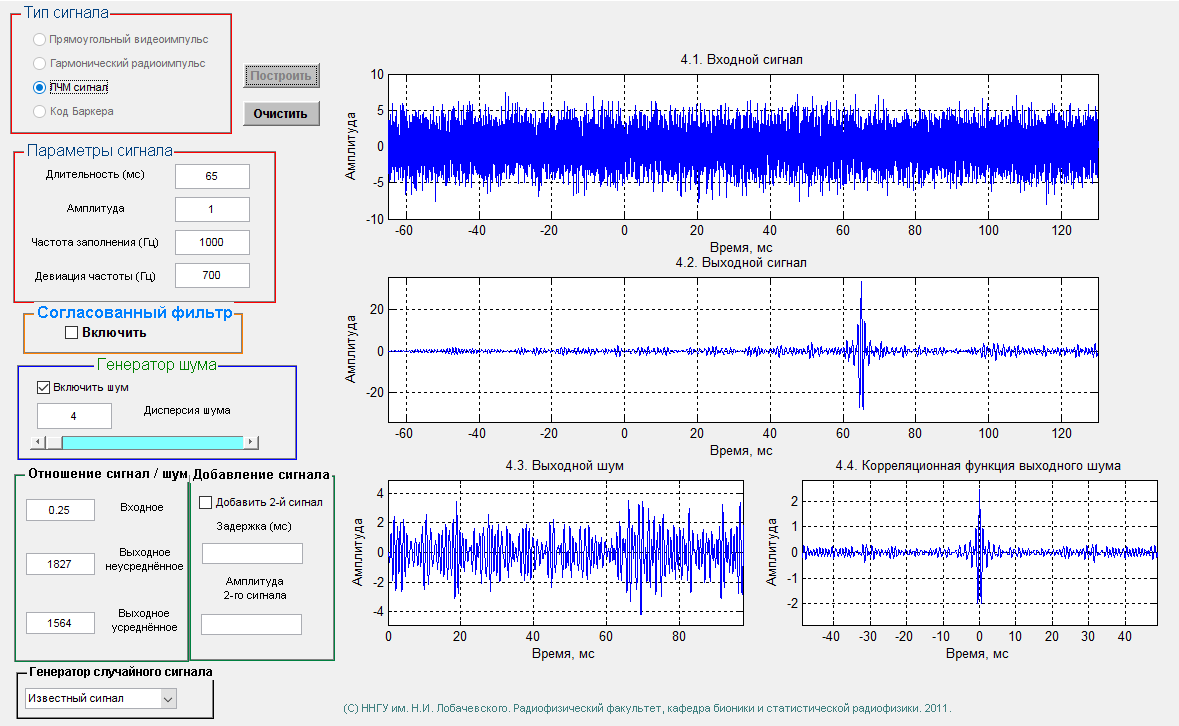 Тип сигнала
Прямоугольный видеоимпульс
Гармонический радиоимпульс
ЛЧМ сигнал
Код Баркера
Построить
Очистить
Параметры сигнала
Длительность (мс) 65
Амплитуда 1
Частота заполнения (Гц) 1000
Девиация частоты (Гц) 700
Согласованный фильтр
Включить
Генератор шума
Включить шум
4 Дисперсия шума
Отношение сигнал / шум
0.25 Входное
1827 Выходное
неусреднённое
1564 Выходное
усреднённое
Добавление сигнала
Добавить 2-й сигнал
Задержка (мс)
Амплитуда
2-го сигнала
Генератор случайного сигнала
Известный сигнал
4.1. Входной сигнал
Амплитуда
10
5
0
-5
-10
-60 -40 -20 0 20 40 60 80 100 120
Время, мс
4.2. Выходной сигнал
Амплитуда
20
0
-20
-60 -40 -20 0 20 40 60 80 100 120
Время, мс
4.3. Выходной шум
Амплитуда
4
2
0
-2
-4
0 20 40 60 80
Время, мс
4.4. Корреляционная функция выходного шума
Амплитуда
2
1
0
-1
-2
-40 -30 -20 -10 0 10 20 30 40
Время, мс
(С) ННГУ им. Н.И. Лобачевского. Радиофизический факультет, кафедра бионики и статистической радиофизики. 2011.